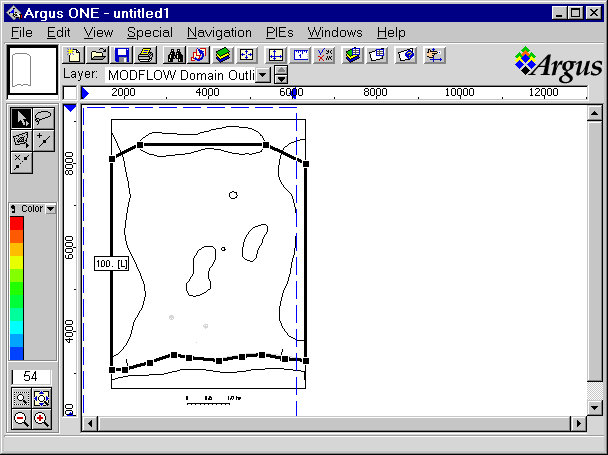 Argus ONE - untitled1
File Edit View Special Navigation PIEs Windows Help
Layer: MODFLOW Domain Outli
Argus
2000 4000 6000 8000 10000 12000
8000
6000
4000
Color
100. [L]
54